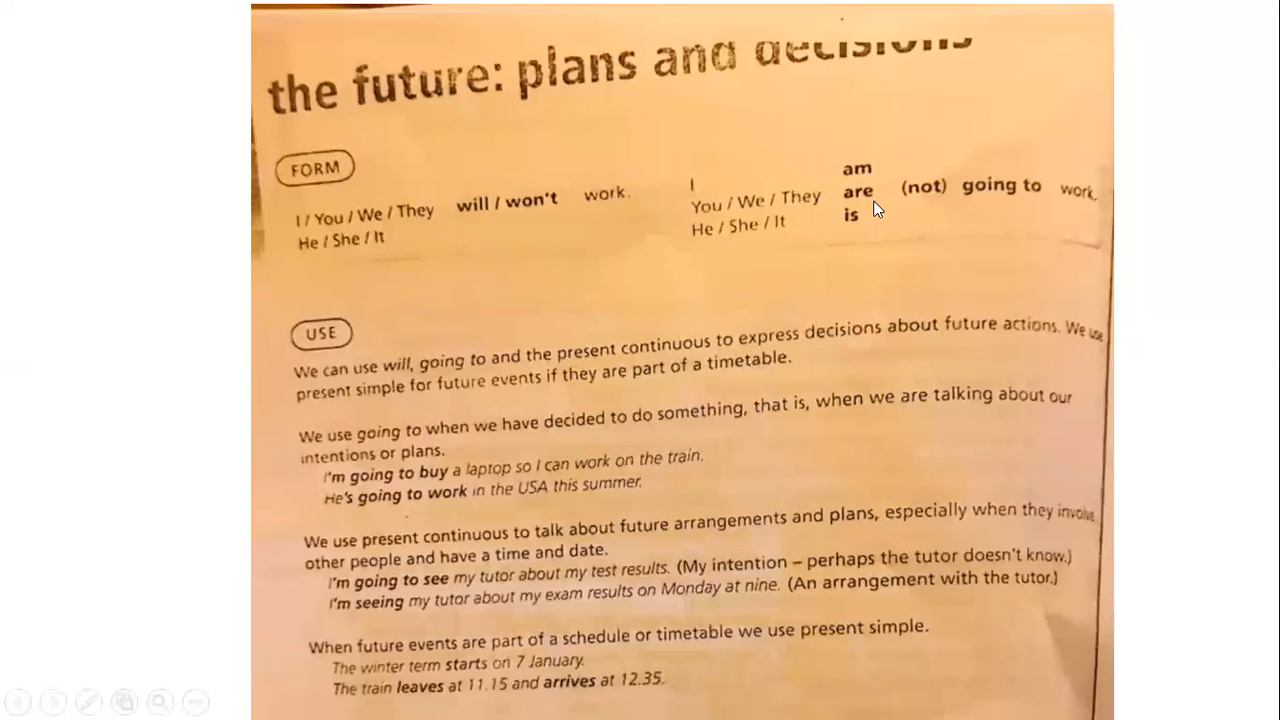 the future: plans and decisions
FORM
I / You / We / They will / won't work.
He / She / It
I am
You / We / They are (not) going to work.
He / She / It is
USE
We can use will, going to and the present continuous to express decisions about future actions. We use
present simple for future events if they are part of a timetable.
We use going to when we have decided to do something, that is, when we are talking about our
intentions or plans.
I'm going to buy a laptop so I can work on the train.
He's going to work in the USA this summer.
We use present continuous to talk about future arrangements and plans, especially when they involve
other people and have a time and date.
I'm going to see my tutor about my test results. (My intention – perhaps the tutor doesn't know.)
I'm seeing my tutor about my exam results on Monday at nine. (An arrangement with the tutor.)
When future events are part of a schedule or timetable we use present simple.
The winter term starts on 7 January.
The train leaves at 11.15 and arrives at 12.35.